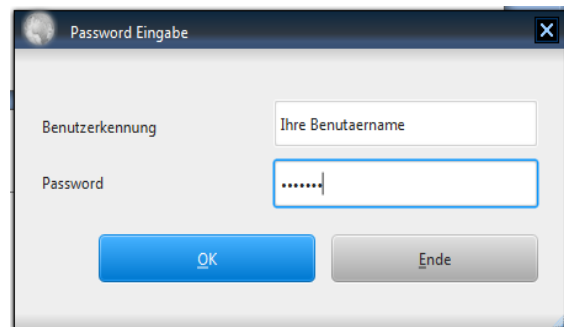 Password Eingabe
Benutzerkennung
Ihre Benutaername
Password
•••••••
OK
Ende